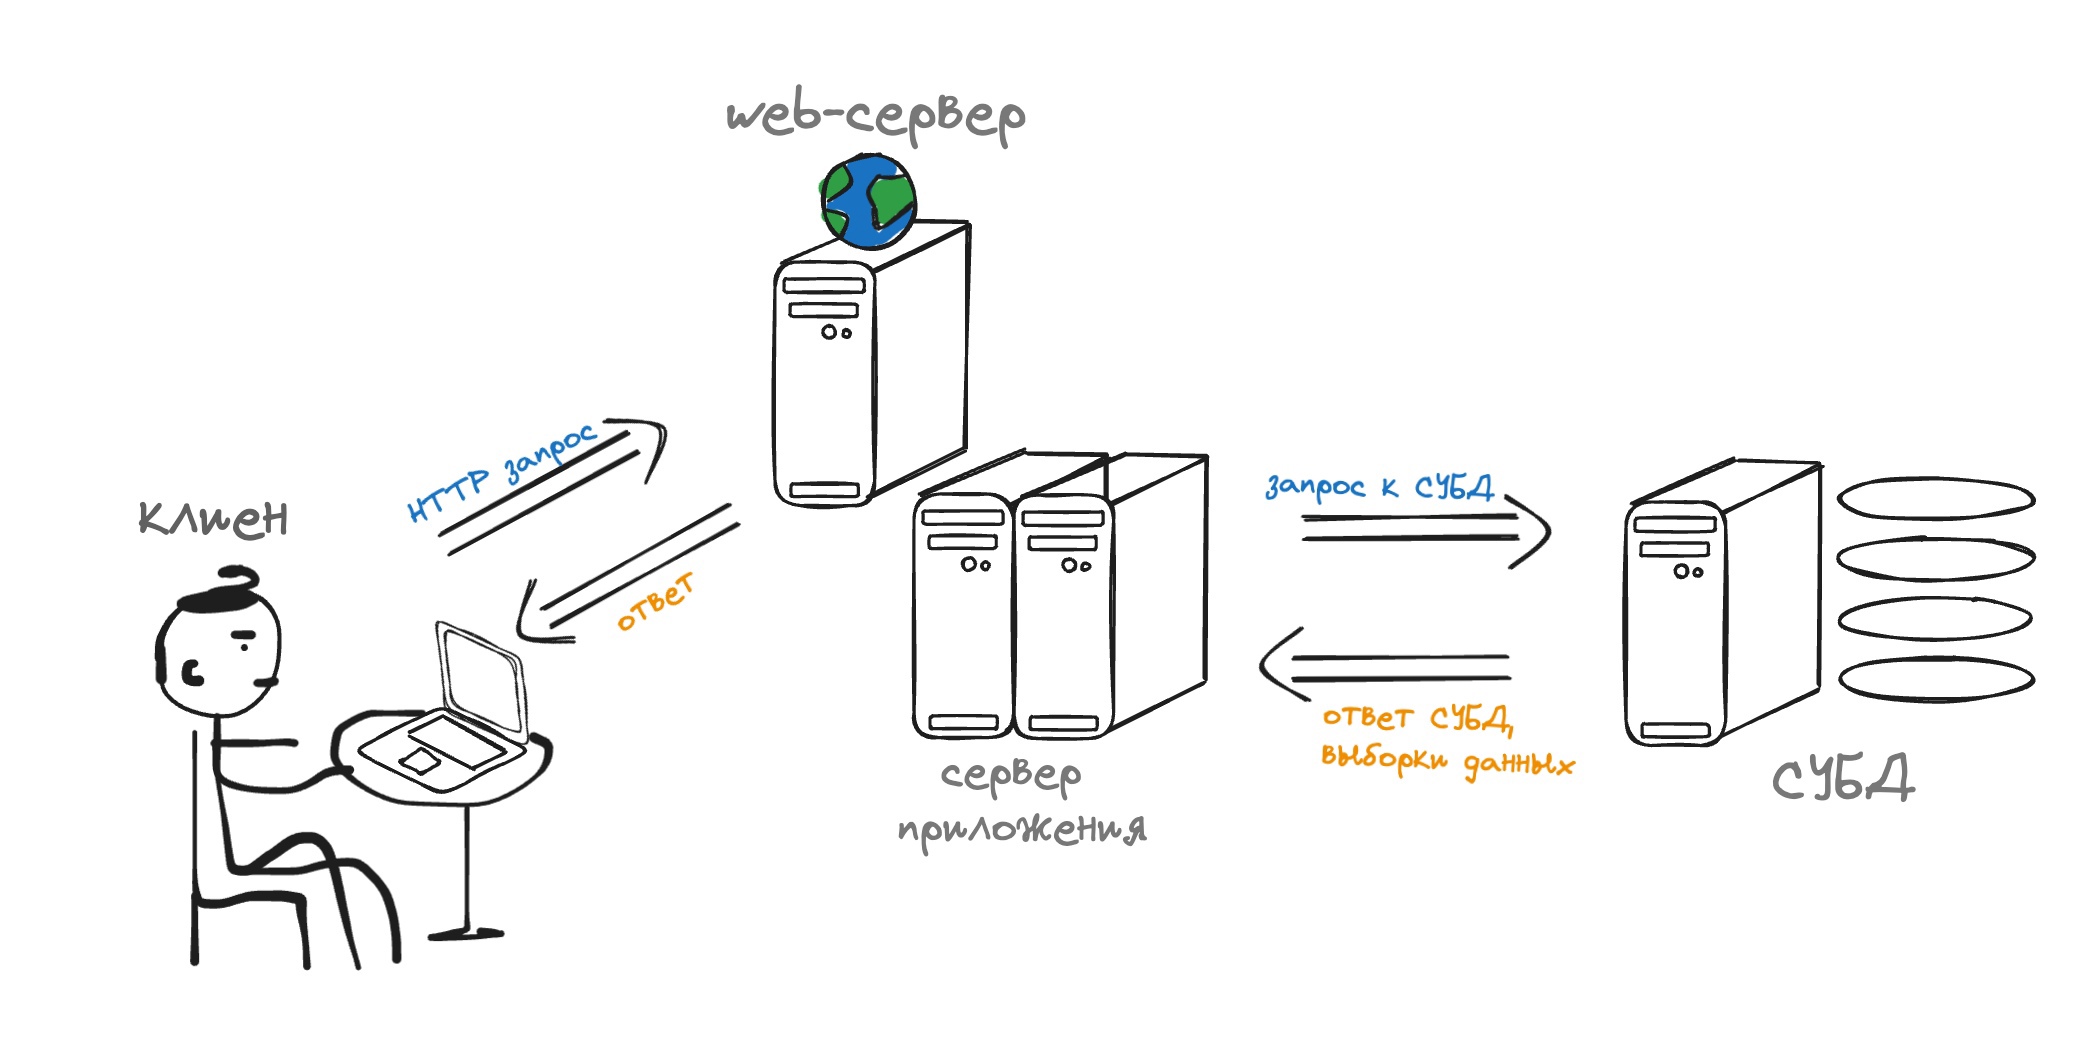 web-сервер
HTTP запрос
клиен
ответ
запрос к СУБД
ответ СУБД,
выборки данных
сервер
приложения
СУБД